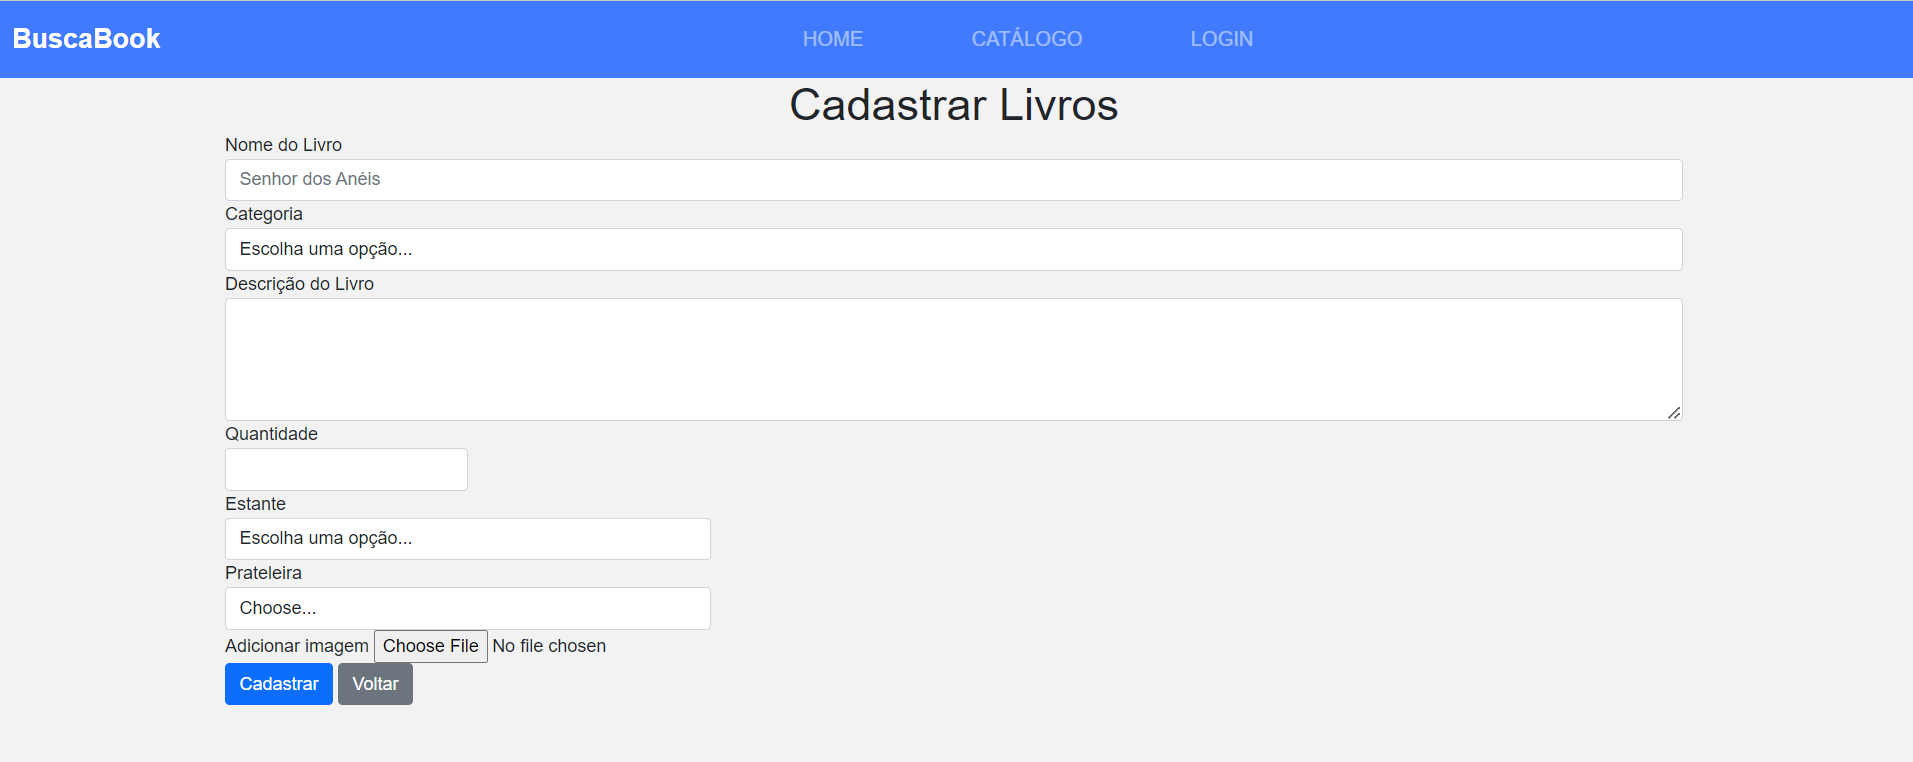 BuscaBook HOME CATÁLOGO LOGIN
Cadastrar Livros
Nome do Livro
Senhor dos Anéis
Categoria
Escolha uma opção...
Descrição do Livro
Quantidade
Estante
Escolha uma opção...
Prateleira
Choose...
Adicionar imagem Choose File No file chosen
Cadastrar Voltar